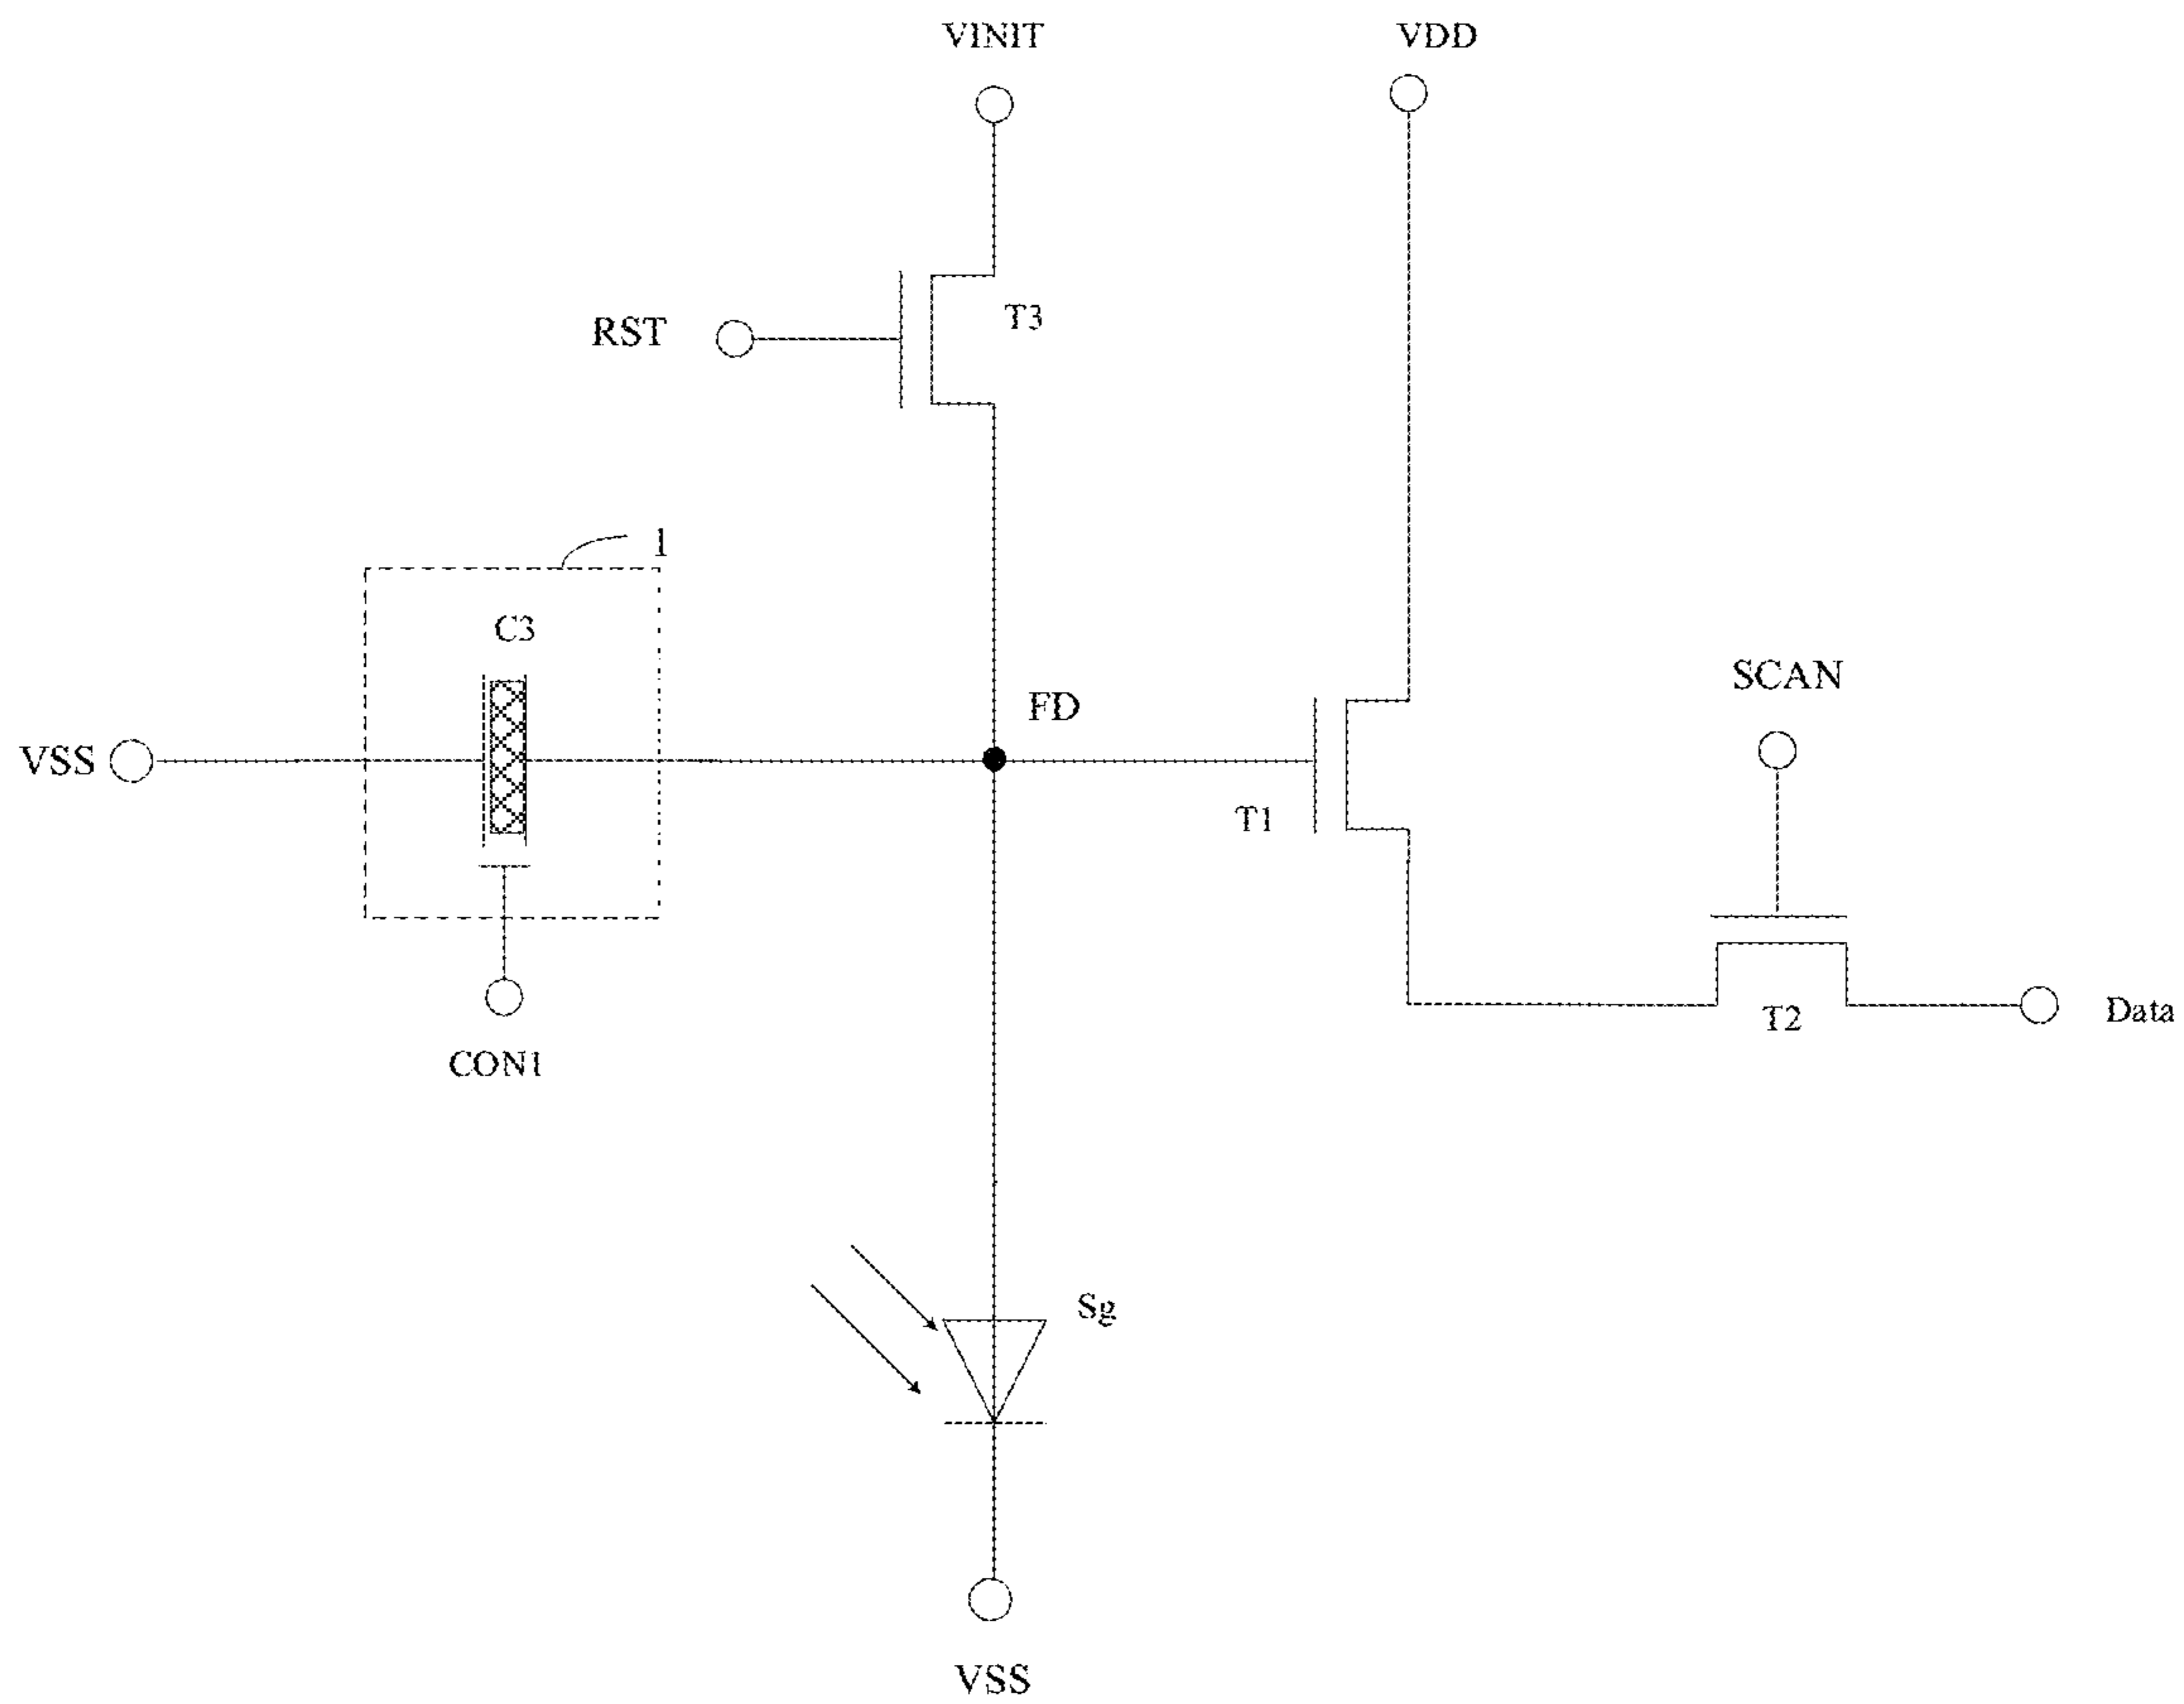 VINIT
VDD
RST
T3
1
C3
FD
SCAN
VSS
T1
T2
Data
CON1
Sg
VSS